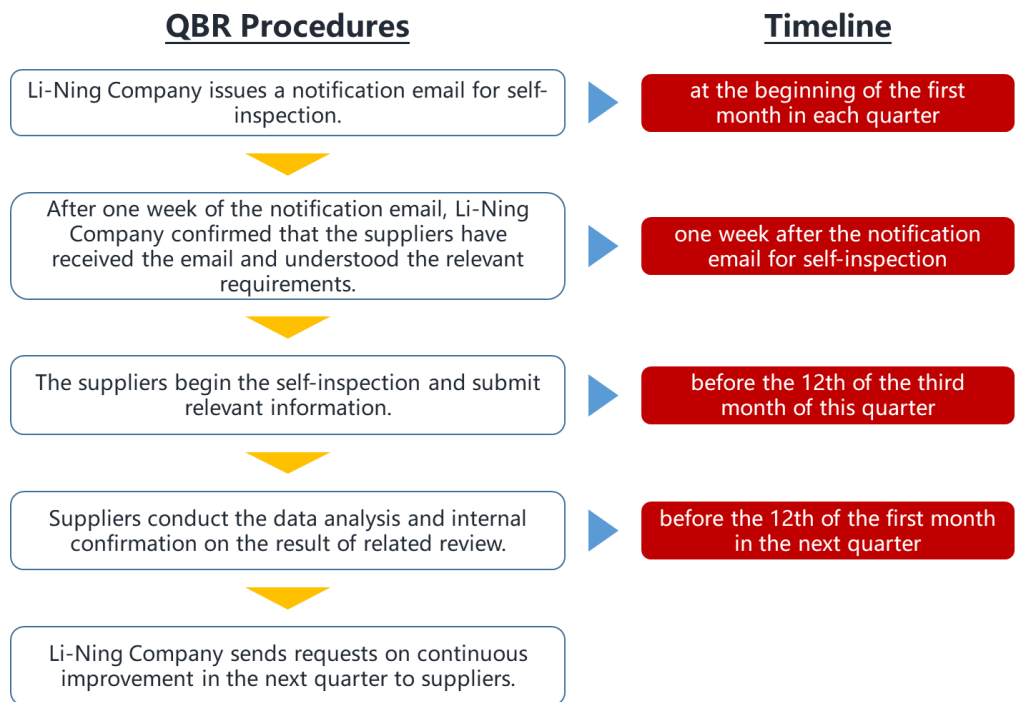 QBR Procedures
Timeline
Li-Ning Company issues a notification email for self-
inspection.
at the beginning of the first
month in each quarter
After one week of the notification email, Li-Ning
Company confirmed that the suppliers have
received the email and understood the relevant
requirements.
one week after the notification
email for self-inspection
The suppliers begin the self-inspection and submit
relevant information.
before the 12th of the third
month of this quarter
Suppliers conduct the data analysis and internal
confirmation on the result of related review.
before the 12th of the first month
in the next quarter
Li-Ning Company sends requests on continuous
improvement in the next quarter to suppliers.